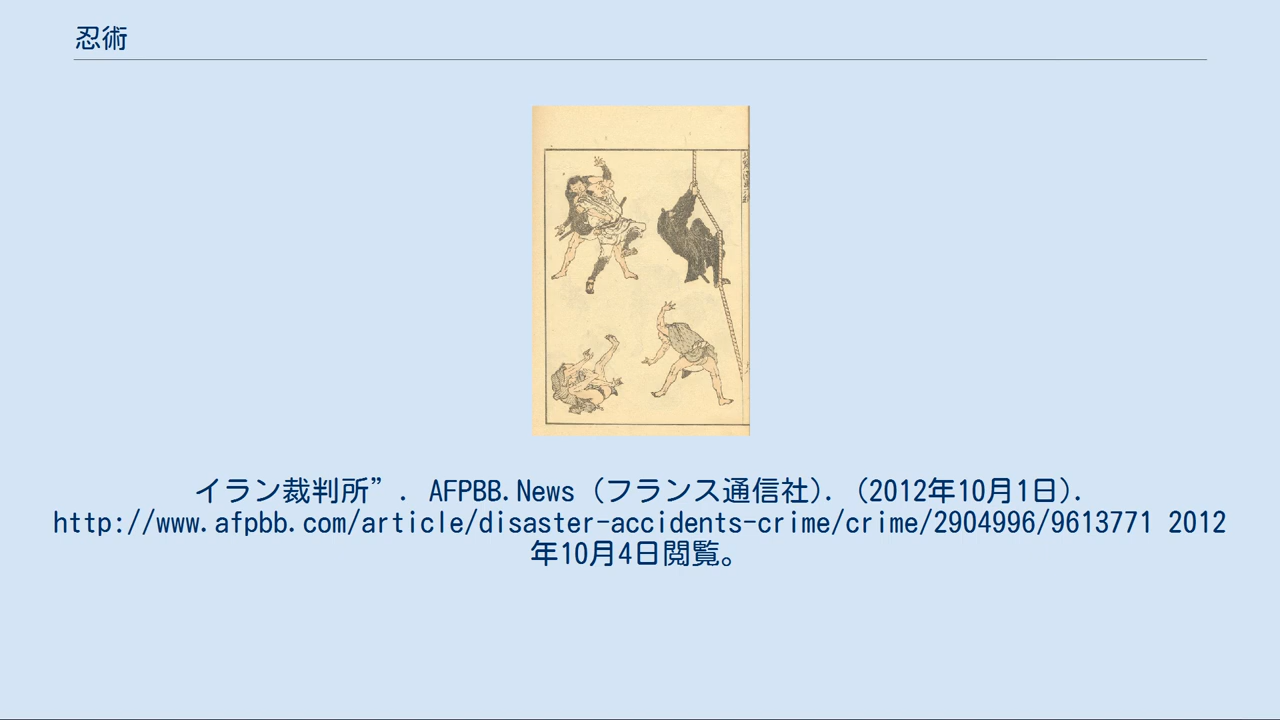 忍術
イラン裁判所”. AFPBB.News (フランス通信社). (2012年10月1日).
http://www.afpbb.com/article/disaster-accidents-crime/crime/2904996/9613771 2012
年10月4日閲覧。